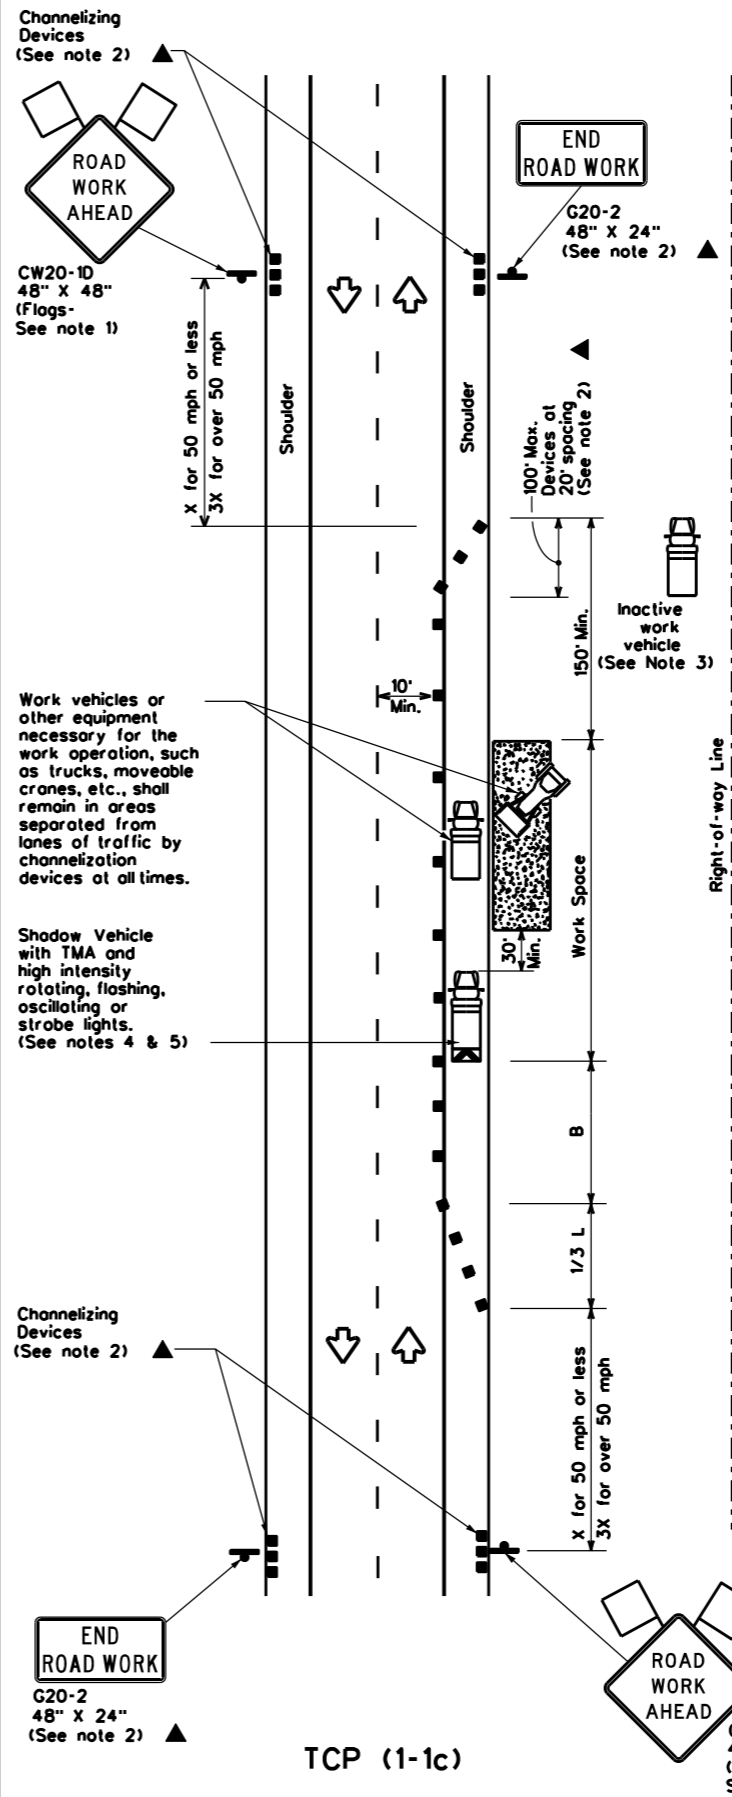 Channelizing
Devices
(See note 2)
ROAD
WORK
AHEAD
CW20-1D
48" X 48"
(Flags-
See note 1)
END
ROAD WORK
G20-2
48" X 24"
(See note 2)
X for 50 mph or less
3X for over 50 mph
Shoulder
Shoulder
100' Max.
Devices at
20' spacing
(See note 2)
150' Min.
Inactive
work
vehicle
(See Note 3)
10'
Min.
Work vehicles or
other equipment
necessary for the
work operation, such
as trucks, moveable
cranes, etc., shall
remain in areas
separated from
lanes of traffic by
channelization
devices at all times.
Right-of-way Line
Work Space
30'
Min.
Shadow Vehicle
with TMA and
high intensity
rotating, flashing,
oscillating or
strobe lights.
(See notes 4 & 5)
B
1/3 L
Channelizing
Devices
(See note 2)
X for 50 mph or less
3X for over 50 mph
END
ROAD WORK
G20-2
48" X 24"
(See note 2)
ROAD
WORK
AHEAD
TCP (1-1c)